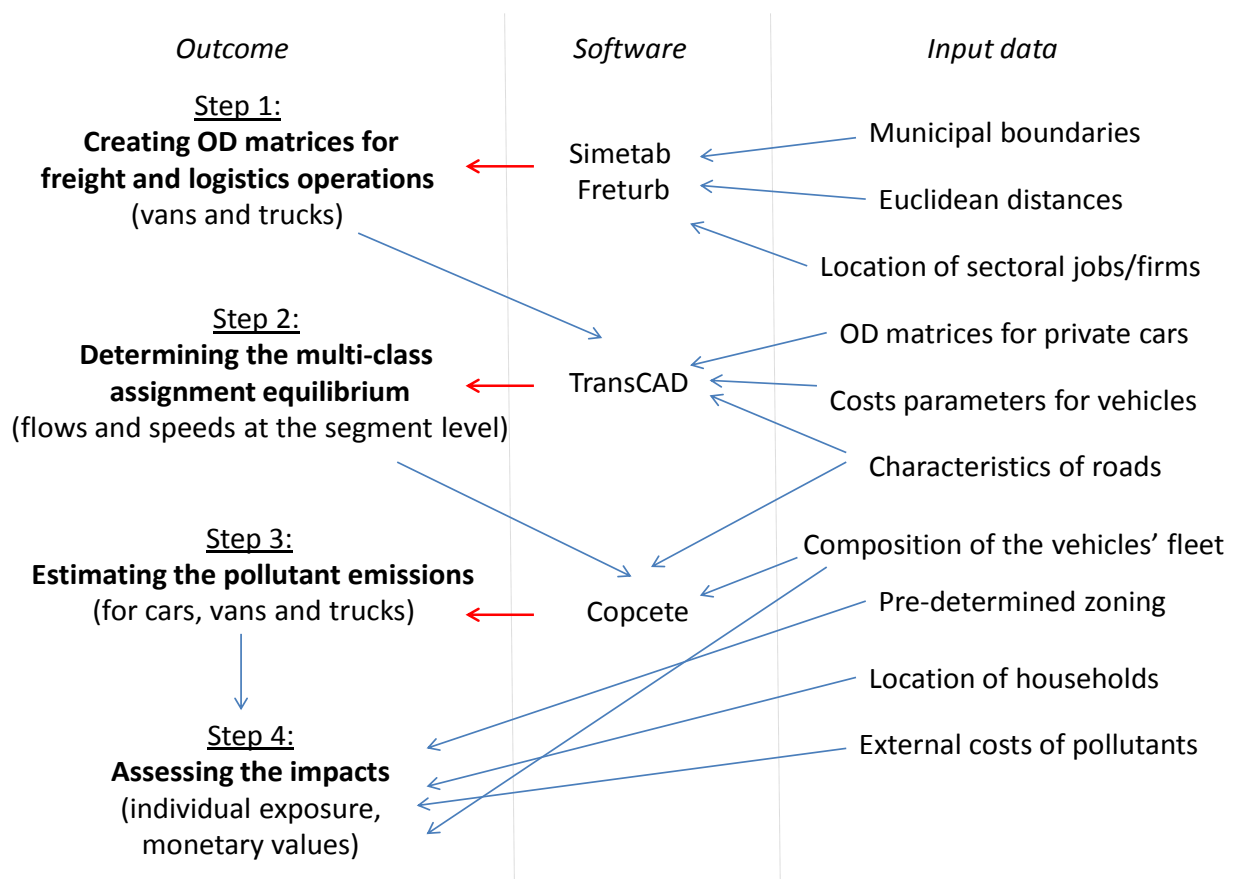 Outcome
Software
Input data
Step 1:
Creating OD matrices for
freight and logistics operations
(vans and trucks)
Simetab
Freturb
Municipal boundaries
Euclidean distances
Location of sectoral jobs/firms
Step 2:
Determining the multi-class
assignment equilibrium
(flows and speeds at the segment level)
TransCAD
OD matrices for private cars
Costs parameters for vehicles
Characteristics of roads
Step 3:
Estimating the pollutant emissions
(for cars, vans and trucks)
Copcete
Composition of the vehicles’ fleet
Pre-determined zoning
Location of households
External costs of pollutants
Step 4:
Assessing the impacts
(individual exposure,
monetary values)